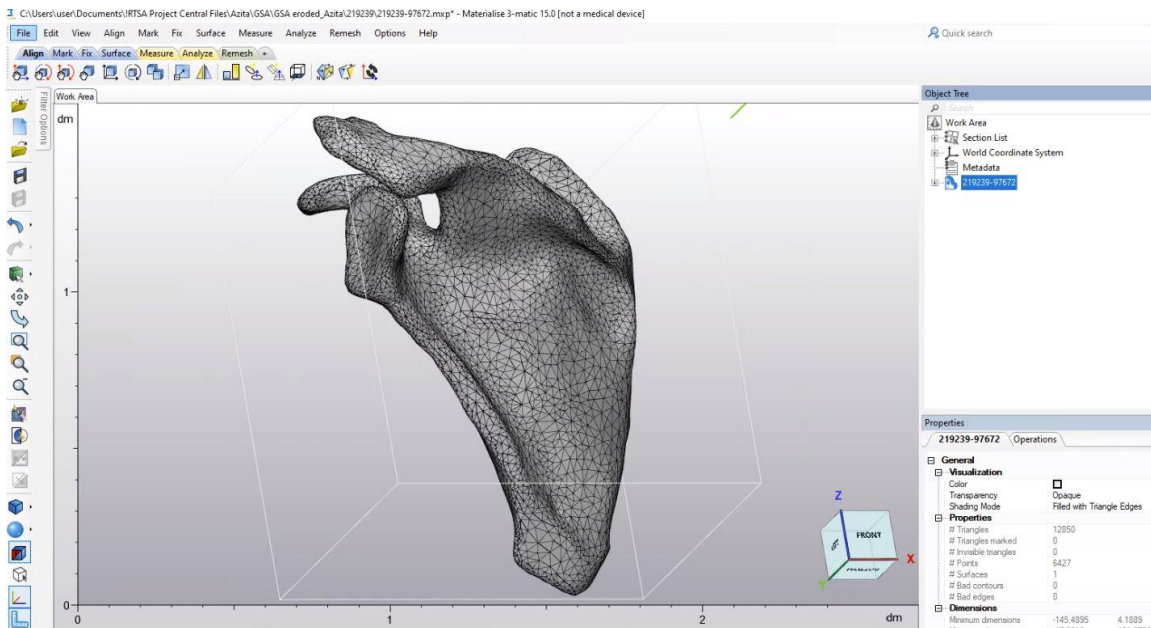 C:\Users\user\Documents\!RTSA Project Central Files\Azita\GSA\GSA eroded_Azita\219239\219239-97672.mxp* - Materialise 3-matic 15.0 [not a medical device]
File Edit View Align Mark Fix Surface Measure Analyze Remesh Options Help
Quick search
Align Mark Fix Surface Measure Analyze Remesh +
Filter Options
Work Area
dm
1
0
0 1 2 dm
Z
FRONT
X
Y
Object Tree
Search
Work Area
Section List
World Coordinate System
Metadata
219239-97672
Properties
219239-97672 Operations
General
Visualization
Color
Transparency Opaque
Shading Mode Filled with Triangle Edges
Properties
# Triangles 12850
# Triangles marked 0
# Invisible triangles 0
# Points 6427
# Surfaces 1
# Bad contours 0
# Bad edges 0
Dimensions
Minimum dimensions -145.4895 4.1889